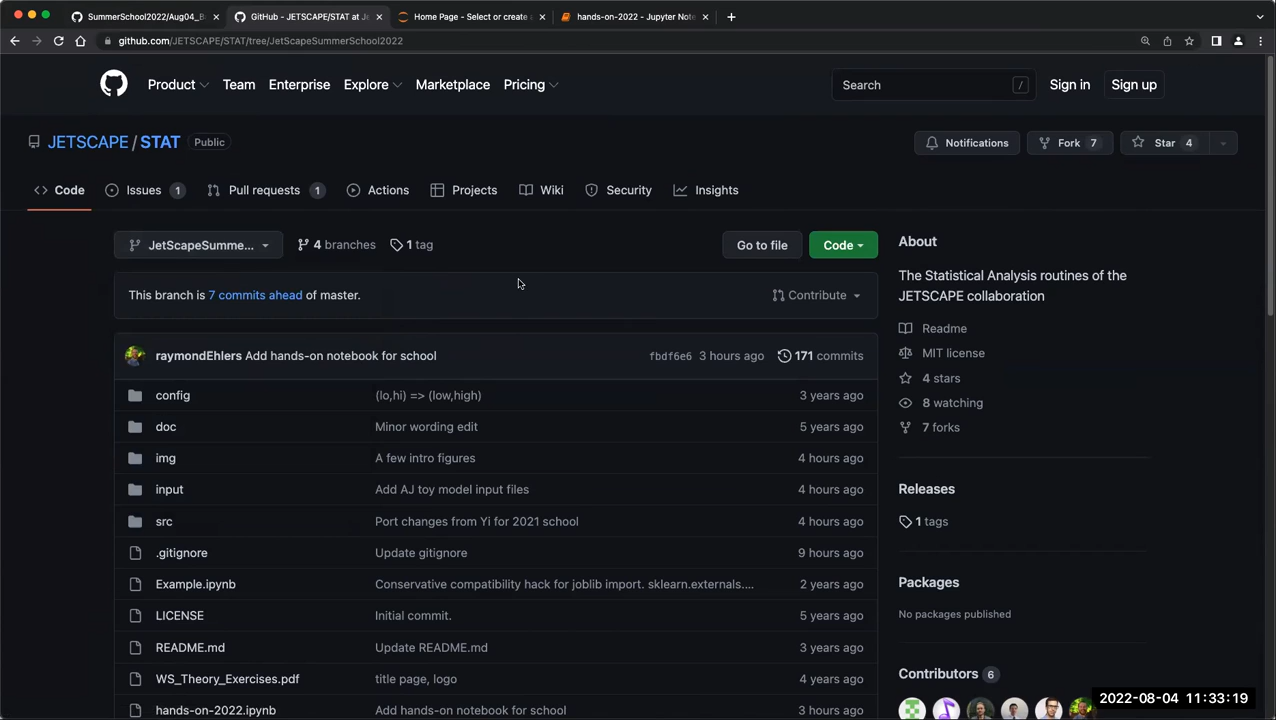 SummerSchool2022/Aug04_B
GitHub - JETSCAPE/STAT at Je
Home Page - Select or create
hands-on-2022 - Jupyter Note
github.com/JETSCAPE/STAT/tree/JetScapeSummerSchool2022
Product Team Enterprise Explore Marketplace Pricing
Search /
Sign in Sign up
JETSCAPE / STAT Public
Notifications Fork 7 Star 4
Code Issues 1 Pull requests 1 Actions Projects Wiki Security Insights
JetScapeSumme... 4 branches 1 tag Go to file Code
This branch is 7 commits ahead of master. Contribute
raymondEhlers Add hands-on notebook for school fbdf6e6 3 hours ago 171 commits
config (lo,hi) => (low,high) 3 years ago
doc Minor wording edit 5 years ago
img A few intro figures 4 hours ago
input Add AJ toy model input files 4 hours ago
src Port changes from Yi for 2021 school 4 hours ago
.gitignore Update gitignore 9 hours ago
Example.ipynb Conservative compatibility hack for joblib import. sklearn.externals.... 2 years ago
LICENSE Initial commit. 5 years ago
README.md Update README.md 3 years ago
WS_Theory_Exercises.pdf title page, logo 4 years ago
hands-on-2022.ipynb Add hands-on notebook for school 3 hours ago
About
The Statistical Analysis routines of the
JETSCAPE collaboration
Readme
MIT license
4 stars
8 watching
7 forks
Releases
1 tags
Packages
No packages published
Contributors 6
2022-08-04 11:33:19